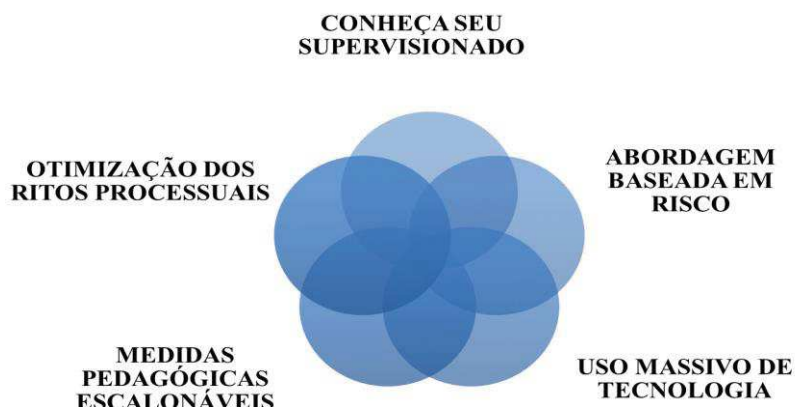 CONHEÇA SEU
SUPERVISIONADO
OTIMIZAÇÃO DOS
RITOS PROCESSUAIS
ABORDAGEM
BASEADA EM
RISCO
MEDIDAS
PEDAGÓGICAS
ESCALONÁVEIS
USO MASSIVO DE
TECNOLOGIA